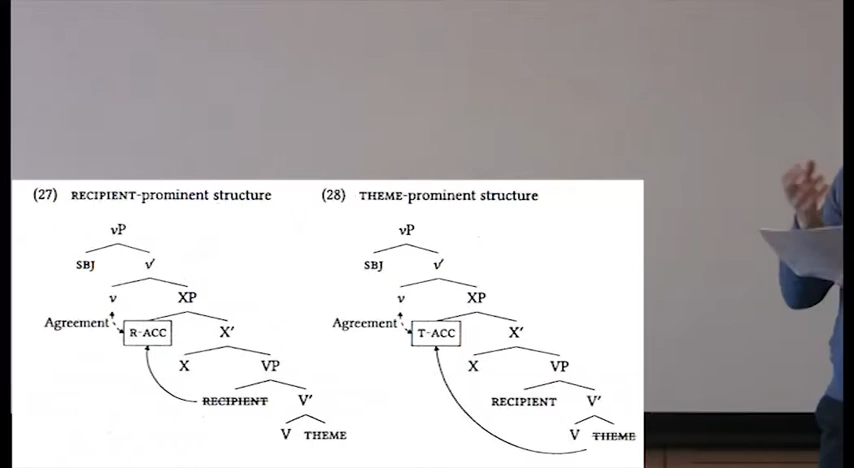 (27) RECIPIENT-prominent structure
vP
SBJ v′
v XP
Agreement R-ACC X′
X VP
RECIPIENT V′
V THEME
(28) THEME-prominent structure
vP
SBJ v′
v XP
Agreement T-ACC X′
X VP
RECIPIENT V′
V THEME